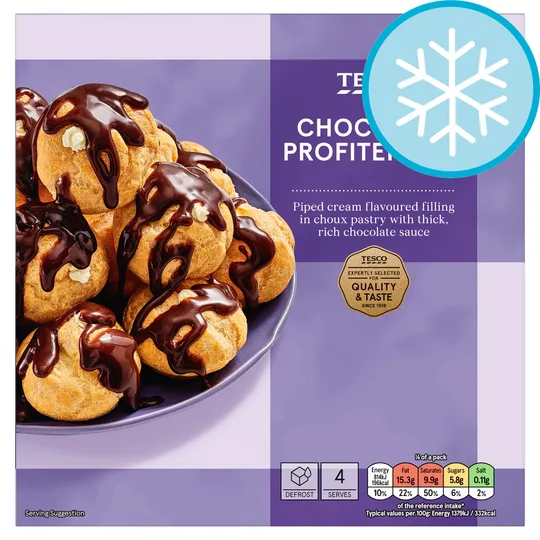 CHOC
PROFITE
Piped cream flavoured filling
in choux pastry with thick,
rich chocolate sauce
TESCO
EXPERTLY SELECTED
FOR
QUALITY
& TASTE
SINCE 1919
DEFROST
4
SERVES
¼ of a pack
Energy 814kJ 196kcal 10%
Fat 15.3g 22%
Saturates 9.9g 50%
Sugars 5.8g 6%
Salt 0.11g 2%
of the reference intake*
Typical values per 100g: Energy 1379kJ / 332kcal
Serving Suggestion